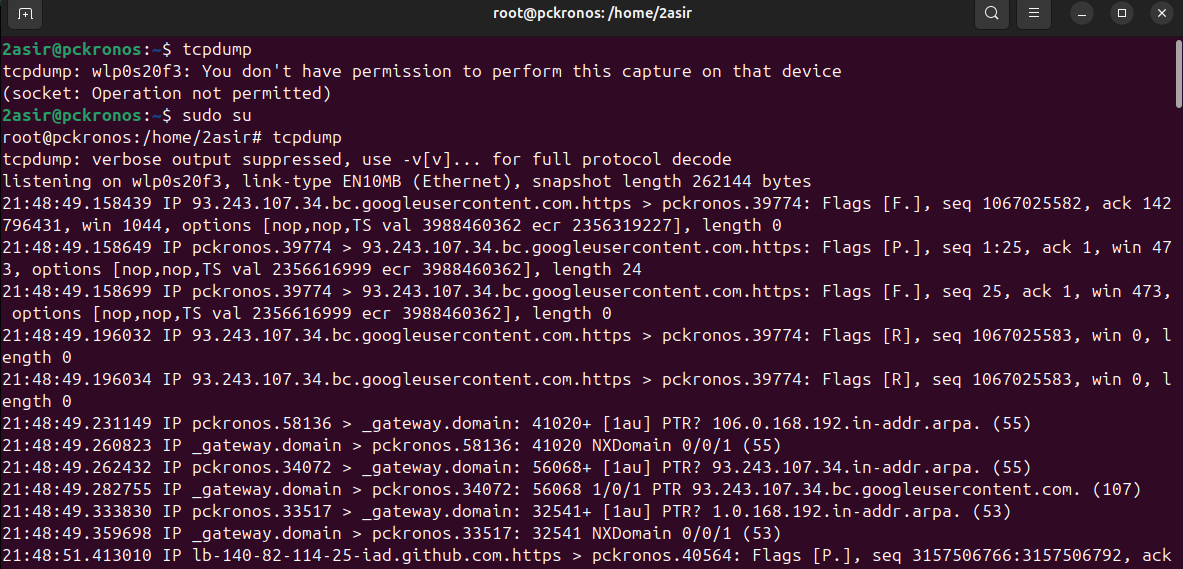 root@pckronos: /home/2asir
2asir@pckronos:~$ tcpdump
tcpdump: wlp0s20f3: You don't have permission to perform this capture on that device
(socket: Operation not permitted)
2asir@pckronos:~$ sudo su
root@pckronos:/home/2asir# tcpdump
tcpdump: verbose output suppressed, use -v[v]... for full protocol decode
listening on wlp0s20f3, link-type EN10MB (Ethernet), snapshot length 262144 bytes
21:48:49.158439 IP 93.243.107.34.bc.googleusercontent.com.https > pckronos.39774: Flags [F.], seq 1067025582, ack 142
796431, win 1044, options [nop,nop,TS val 3988460362 ecr 2356319227], length 0
21:48:49.158649 IP pckronos.39774 > 93.243.107.34.bc.googleusercontent.com.https: Flags [P.], seq 1:25, ack 1, win 47
3, options [nop,nop,TS val 2356616999 ecr 3988460362], length 24
21:48:49.158699 IP pckronos.39774 > 93.243.107.34.bc.googleusercontent.com.https: Flags [F.], seq 25, ack 1, win 473,
 options [nop,nop,TS val 2356616999 ecr 3988460362], length 0
21:48:49.196032 IP 93.243.107.34.bc.googleusercontent.com.https > pckronos.39774: Flags [R], seq 1067025583, win 0, l
ength 0
21:48:49.196034 IP 93.243.107.34.bc.googleusercontent.com.https > pckronos.39774: Flags [R], seq 1067025583, win 0, l
ength 0
21:48:49.231149 IP pckronos.58136 > _gateway.domain: 41020+ [1au] PTR? 106.0.168.192.in-addr.arpa. (55)
21:48:49.260823 IP _gateway.domain > pckronos.58136: 41020 NXDomain 0/0/1 (55)
21:48:49.262432 IP pckronos.34072 > _gateway.domain: 56068+ [1au] PTR? 93.243.107.34.in-addr.arpa. (55)
21:48:49.282755 IP _gateway.domain > pckronos.34072: 56068 1/0/1 PTR 93.243.107.34.bc.googleusercontent.com. (107)
21:48:49.333830 IP pckronos.33517 > _gateway.domain: 32541+ [1au] PTR? 1.0.168.192.in-addr.arpa. (53)
21:48:49.359698 IP _gateway.domain > pckronos.33517: 32541 NXDomain 0/0/1 (53)
21:48:51.413010 IP lb-140-82-114-25-iad.github.com.https > pckronos.40564: Flags [P.], seq 3157506766:3157506792, ack